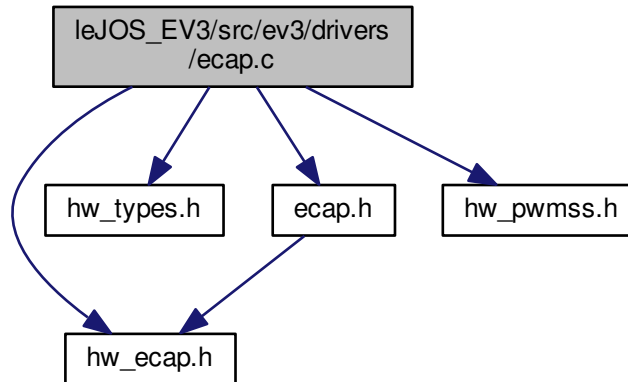 leJOS_EV3/src/ev3/drivers
/ecap.c
hw_types.h
ecap.h
hw_pwmss.h
hw_ecap.h